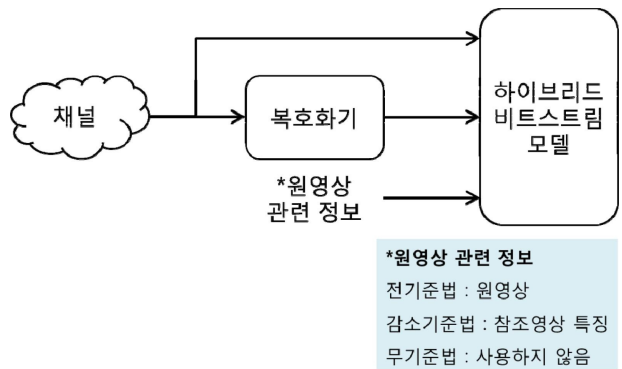 채널
복호화기
하이브리드
비트스트림
모델
*원영상
관련 정보
*원영상 관련 정보
전기준법 : 원영상
감소기준법 : 참조영상 특징
무기준법 : 사용하지 않음